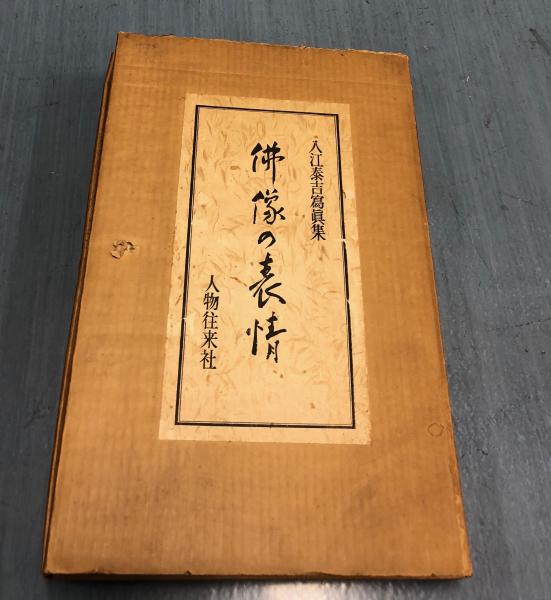 入江泰吉寫眞集
佛像の表情
人物往来社